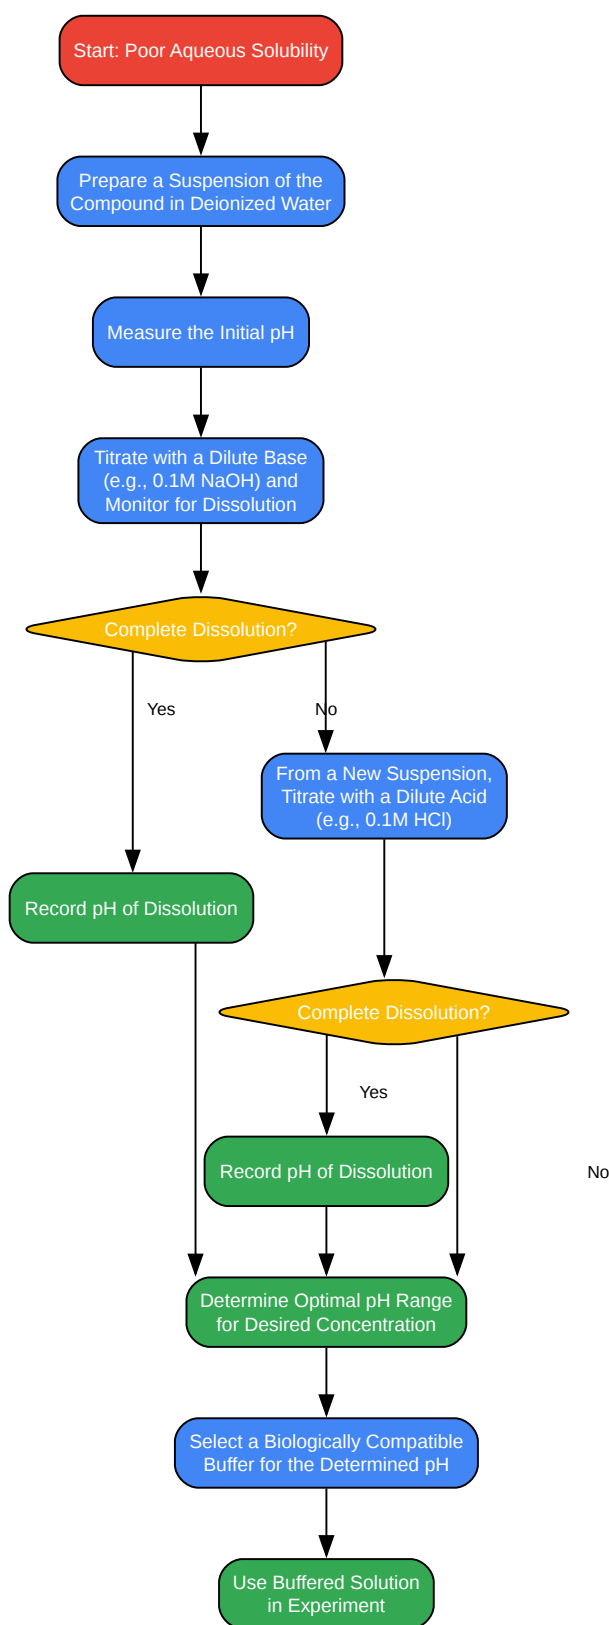 Start: Poor Aqueous Solubility
Prepare a Suspension of the
Compound in Deionized Water
Measure the Initial pH
Titrate with a Dilute Base
(e.g., 0.1M NaOH) and
Monitor for Dissolution
Complete Dissolution?
Yes
No
From a New Suspension,
Titrate with a Dilute Acid
(e.g., 0.1M HCl)
Record pH of Dissolution
Complete Dissolution?
Yes
Record pH of Dissolution
No
Determine Optimal pH Range
for Desired Concentration
Select a Biologically Compatible
Buffer for the Determined pH
Use Buffered Solution
in Experiment